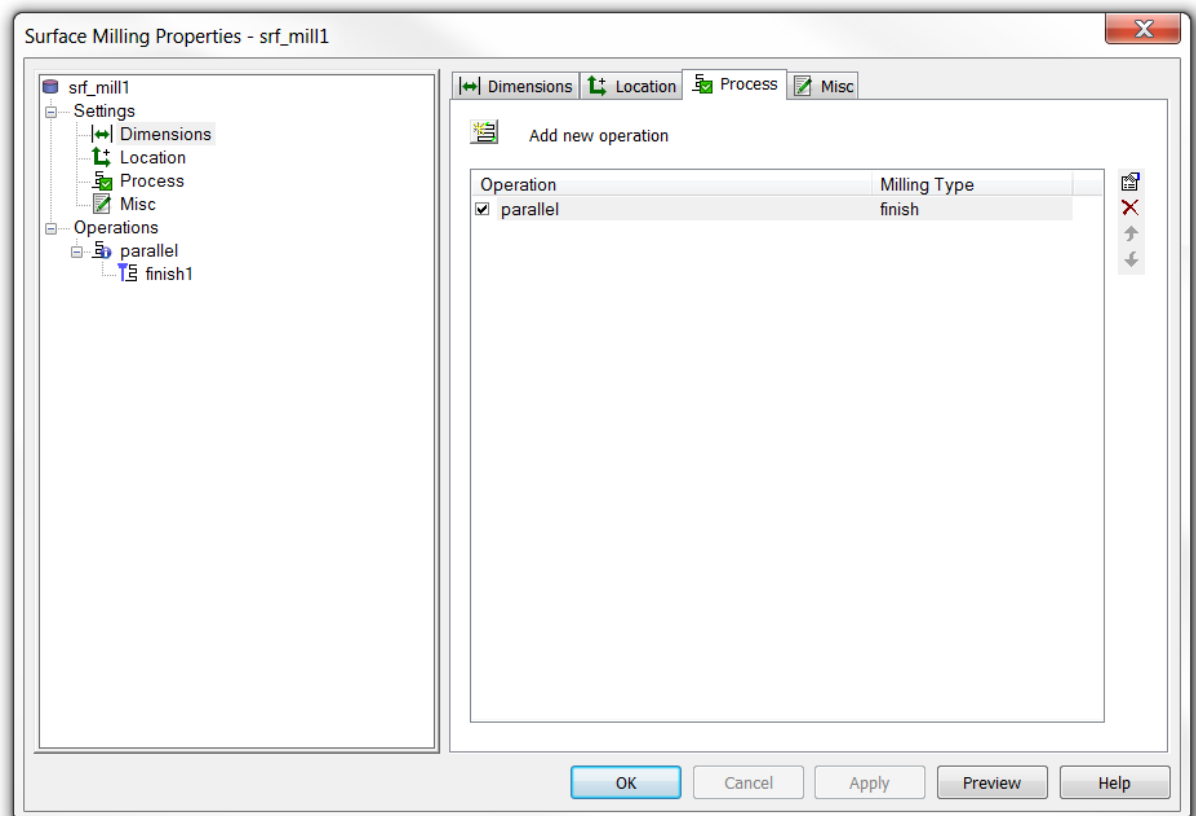 Surface Milling Properties - srf_mill1
srf_mill1
Settings
Dimensions
Location
Process
Misc
Operations
parallel
finish1
Dimensions Location Process Misc
Add new operation
Operation Milling Type
parallel finish
OK Cancel Apply Preview Help